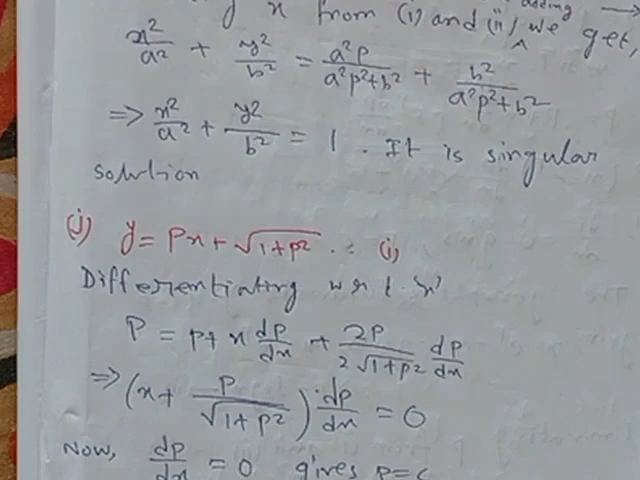 y x from (i) and (ii) adding we get,
x²/a² + y²/b² = a²p/(a²p²+b²) + b²/(a²p²+b²)
⇒ x²/a² + y²/b² = 1. It is singular
solution
(j) y = px + √(1+p²) ... (i)
Differentiating w.r.t. 'x'
P = p + x dp/dx + 2p/(2√(1+p²)) dp/dx
⇒ (x + p/√(1+p²)) dp/dx = 0
Now, dp/dx = 0 gives p = c